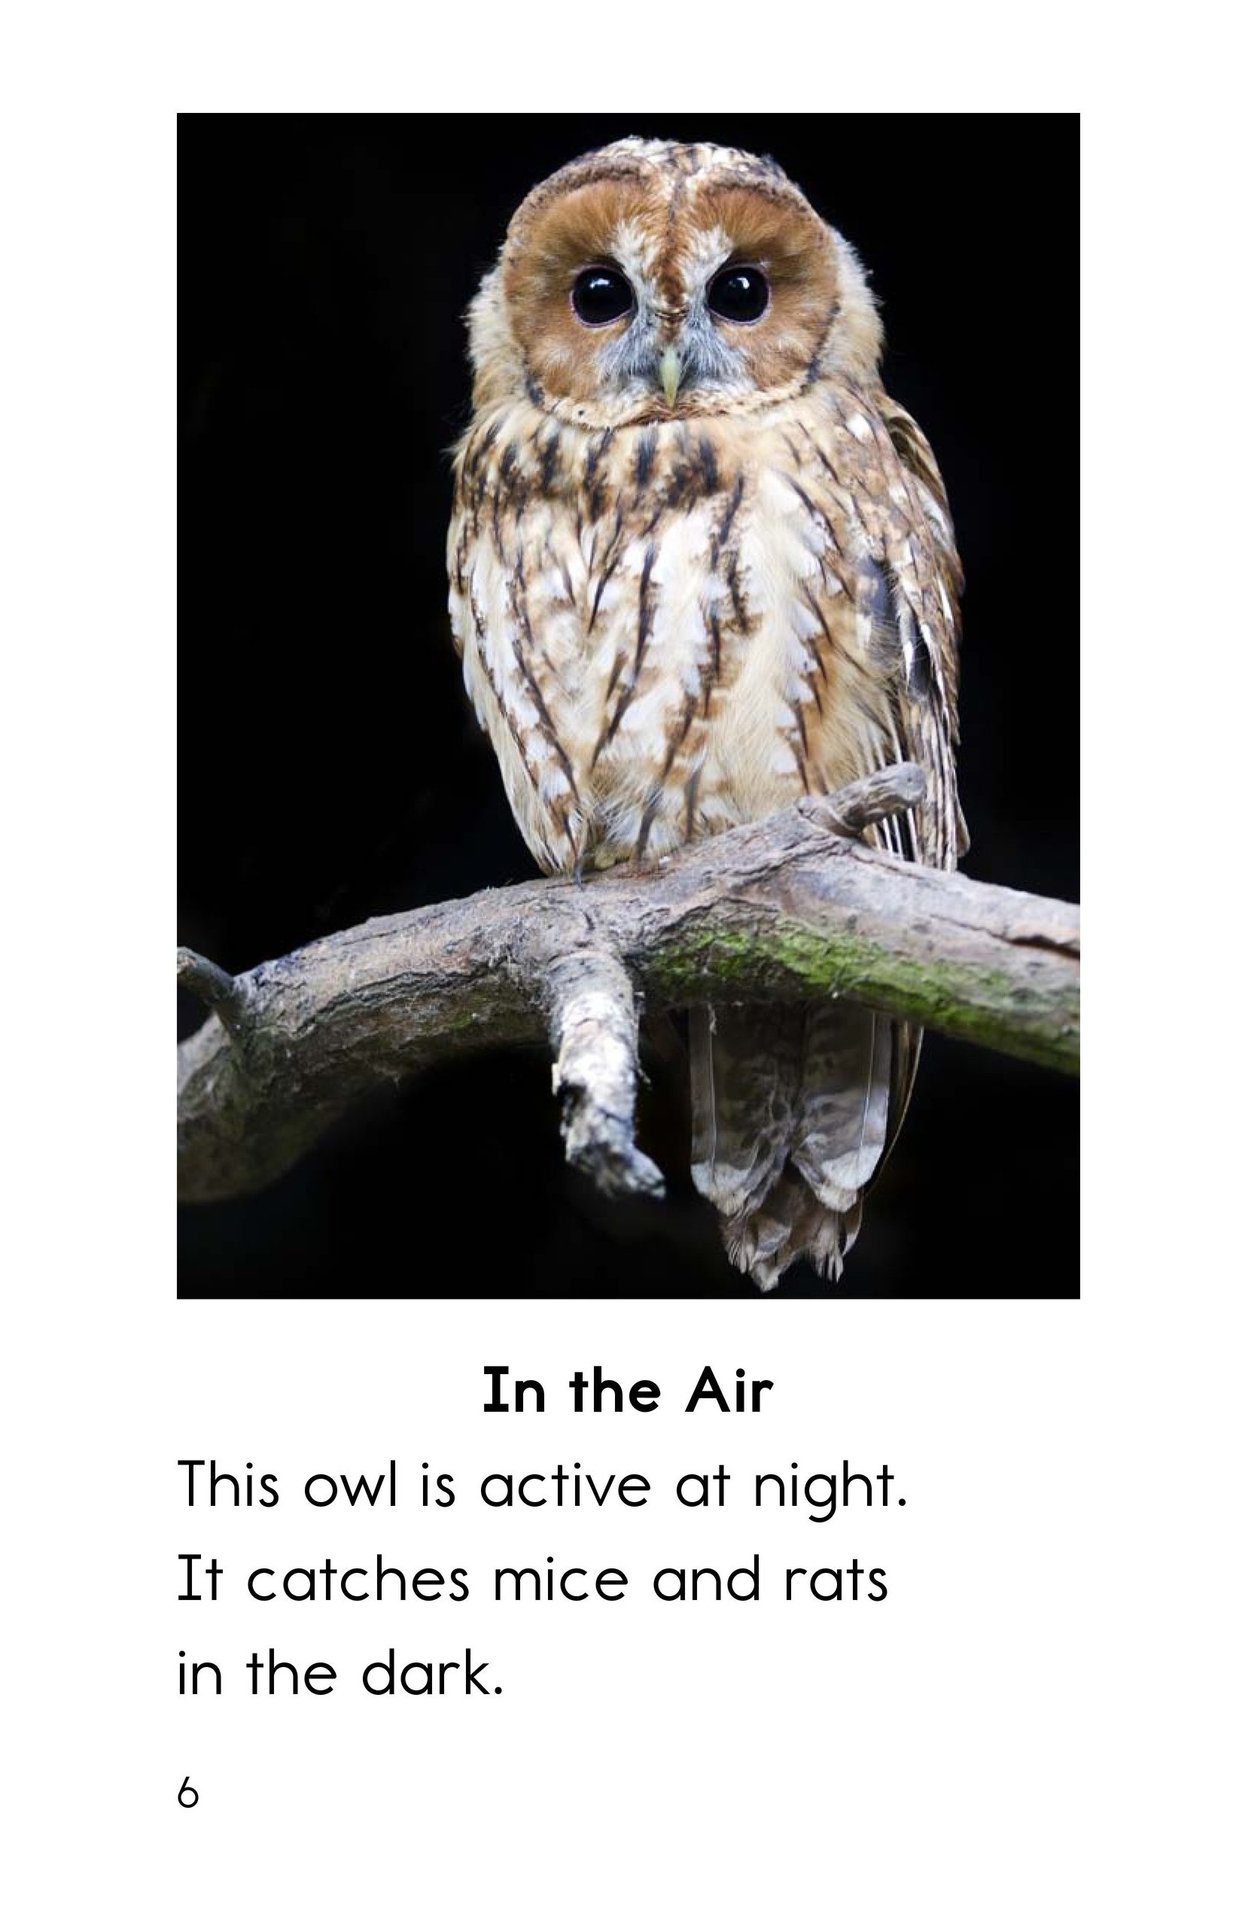 In the Air
This owl is active at night.
It catches mice and rats
in the dark.
6